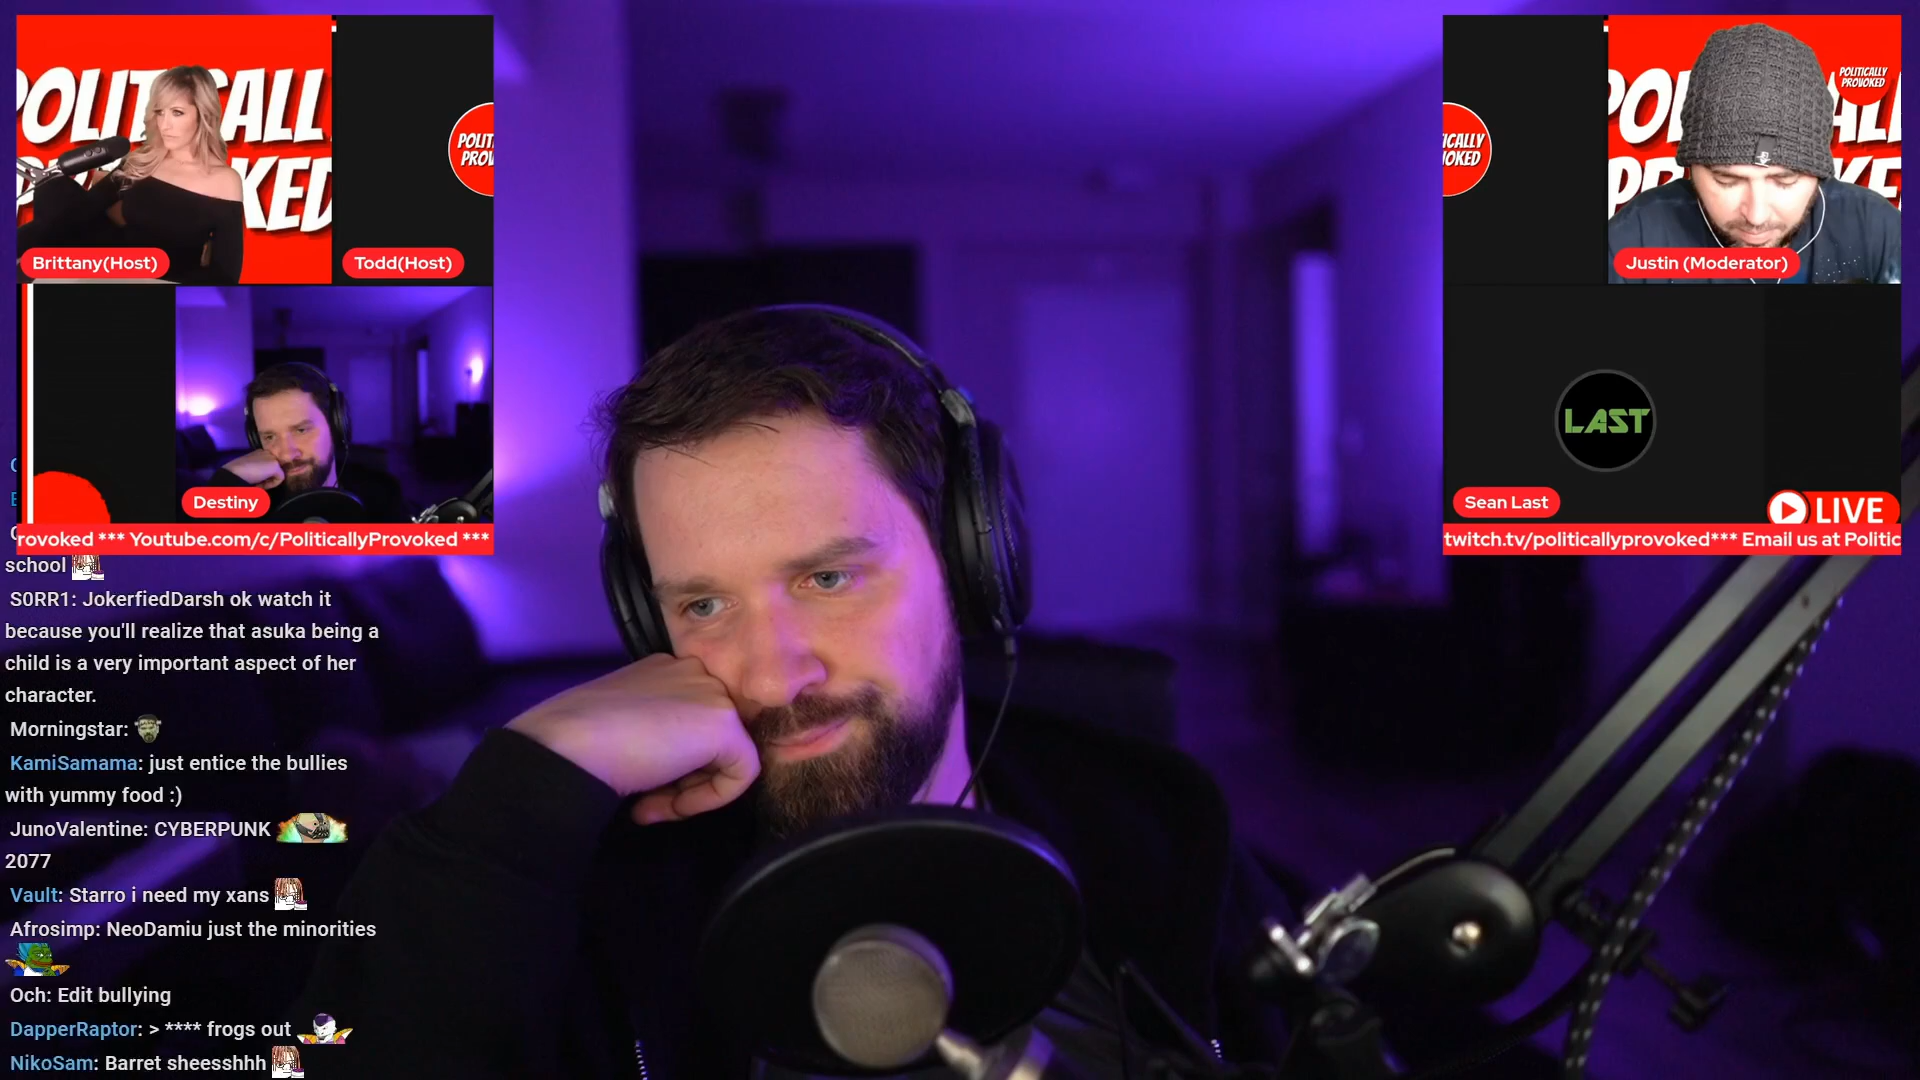 POLITICALL
PROVOKED
POLIT
PROV
Brittany(Host)
Todd(Host)
Destiny
rovoked *** Youtube.com/c/PoliticallyProvoked ***
ICALLY
OKED
POLITICALLY
PROVOKED
Justin (Moderator)
LAST
Sean Last
LIVE
twitch.tv/politicallyprovoked*** Email us at Politic
school
S0RR1: JokerfiedDarsh ok watch it
because you'll realize that asuka being a
child is a very important aspect of her
character.
Morningstar:
KamiSamama: just entice the bullies
with yummy food :)
JunoValentine: CYBERPUNK
2077
Vault: Starro i need my xans
Afrosimp: NeoDamiu just the minorities
Och: Edit bullying
DapperRaptor: > **** frogs out
NikoSam: Barret sheesshhh